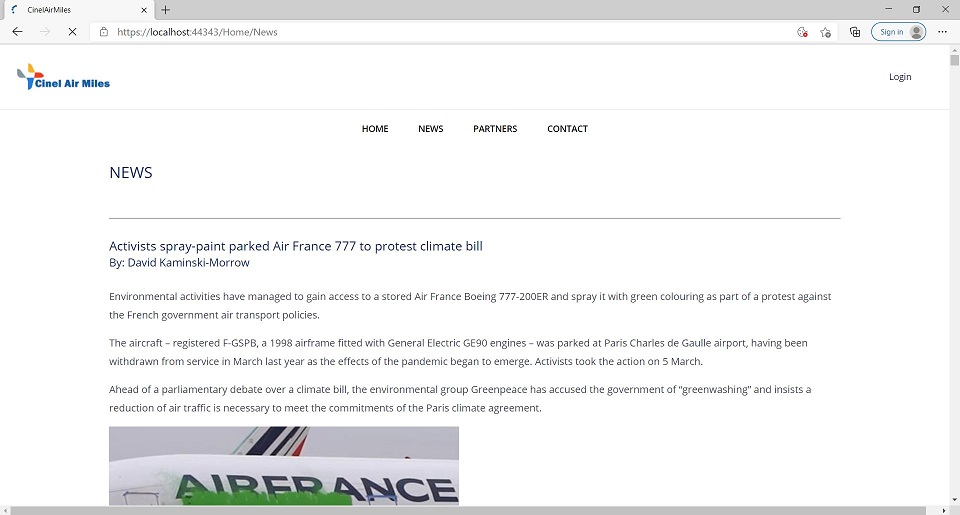 CinelAirMiles
https://localhost:44343/Home/News
Sign in
Cinel Air Miles
Login
HOME NEWS PARTNERS CONTACT
NEWS
Activists spray-paint parked Air France 777 to protest climate bill
By: David Kaminski-Morrow
Environmental activities have managed to gain access to a stored Air France Boeing 777-200ER and spray it with green colouring as part of a protest against
the French government air transport policies.
The aircraft – registered F-GSPB, a 1998 airframe fitted with General Electric GE90 engines – was parked at Paris Charles de Gaulle airport, having been
withdrawn from service in March last year as the effects of the pandemic began to emerge. Activists took the action on 5 March.
Ahead of a parliamentary debate over a climate bill, the environmental group Greenpeace has accused the government of “greenwashing” and insists a
reduction of air traffic is necessary to meet the commitments of the Paris climate agreement.
AIRFRANCE